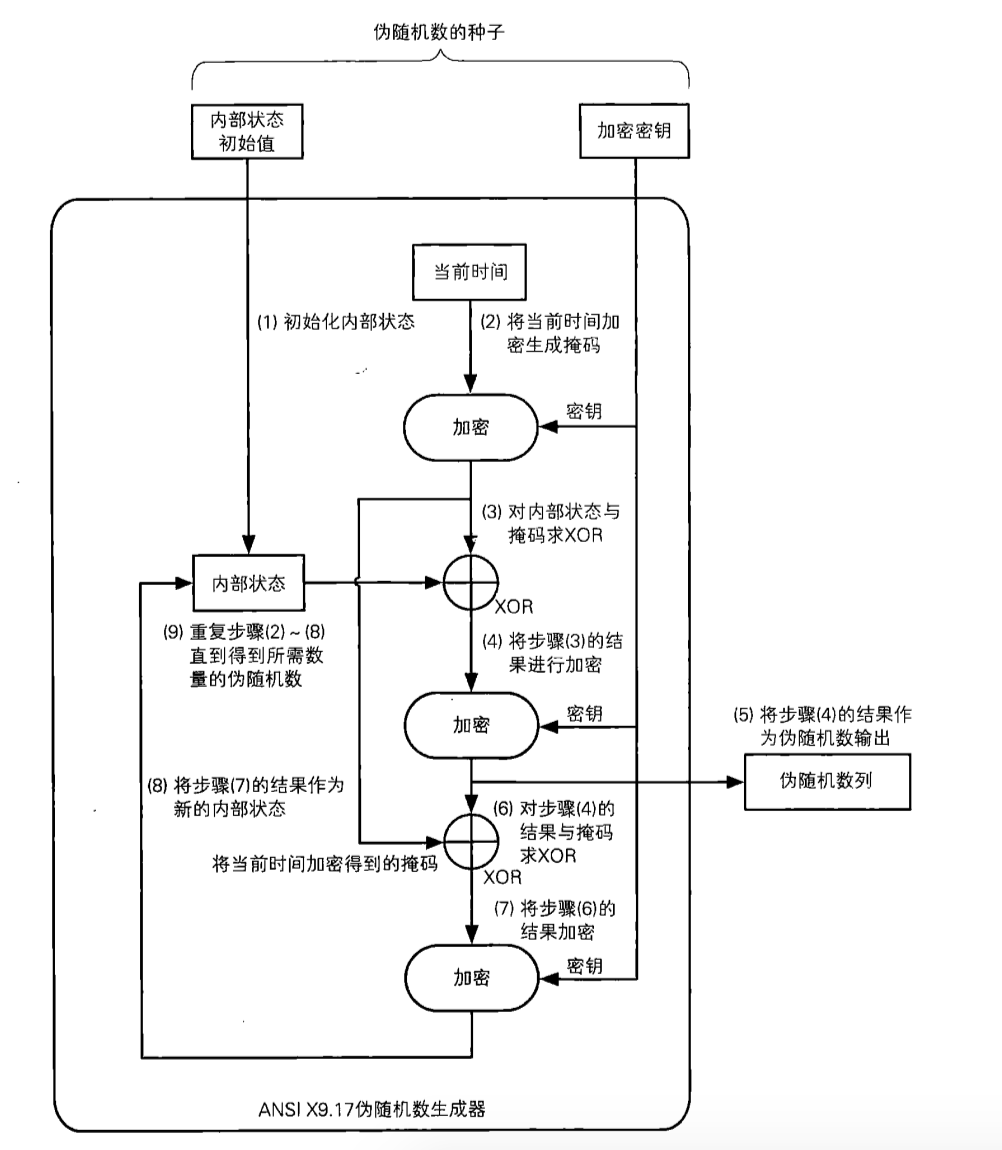 伪随机数的种子
内部状态
初始值
加密密钥
当前时间
(1) 初始化内部状态
(2) 将当前时间加
密生成掩码
加密
密钥
(3) 对内部状态与
掩码求XOR
内部状态
XOR
(9) 重复步骤(2)~(8)
直到得到所需数
量的伪随机数
(4) 将步骤(3)的结
果进行加密
加密
密钥
(5) 将步骤(4)的结果作
为伪随机数输出
伪随机数列
(8) 将步骤(7)的结果作为
新的内部状态
(6) 对步骤(4)的
结果与掩码
求XOR
将当前时间加密得到的掩码
XOR
(7) 将步骤(6)的
结果加密
加密
密钥
ANSI X9.17伪随机数生成器